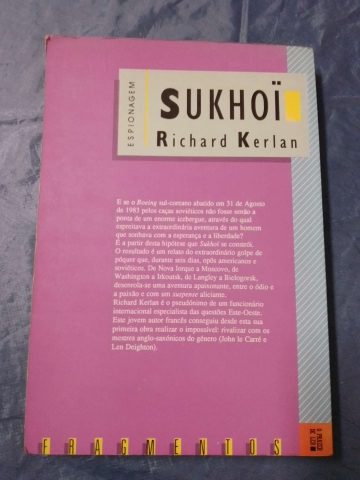 ESPIONAGEM
SUKHOÏ
Richard Kerlan
E se o Boeing sul-coreano abatido em 31 de Agosto
de 1983 pelos caças soviéticos não fosse senão a
ponta de um enorme icebergue, através do qual
espreitava a extraordinária aventura de um homem
que sonhava com a esperança e a liberdade?
É a partir desta hipótese que Sukhoï se constrói.
O resultado é um relato do extraordinário golpe de
póquer que, durante seis dias, opôs americanos e
soviéticos. De Nova Iorque a Moscovo, de
Washington a Irkoutsk, de Langley a Bielogorsk,
desenrola-se uma aventura apaixonante, entre o ódio e
a paixão e com um suspense aliciante.
Richard Kerlan é o pseudónimo de um funcionário
internacional especialista das questões Este-Oeste.
Este jovem autor francês conseguiu desde esta sua
primeira obra realizar o impossível: rivalizar com os
mestres anglo-saxónicos do género (John le Carré e
Len Deighton).
FRAGMENTOS
O PRAZER
DE LER